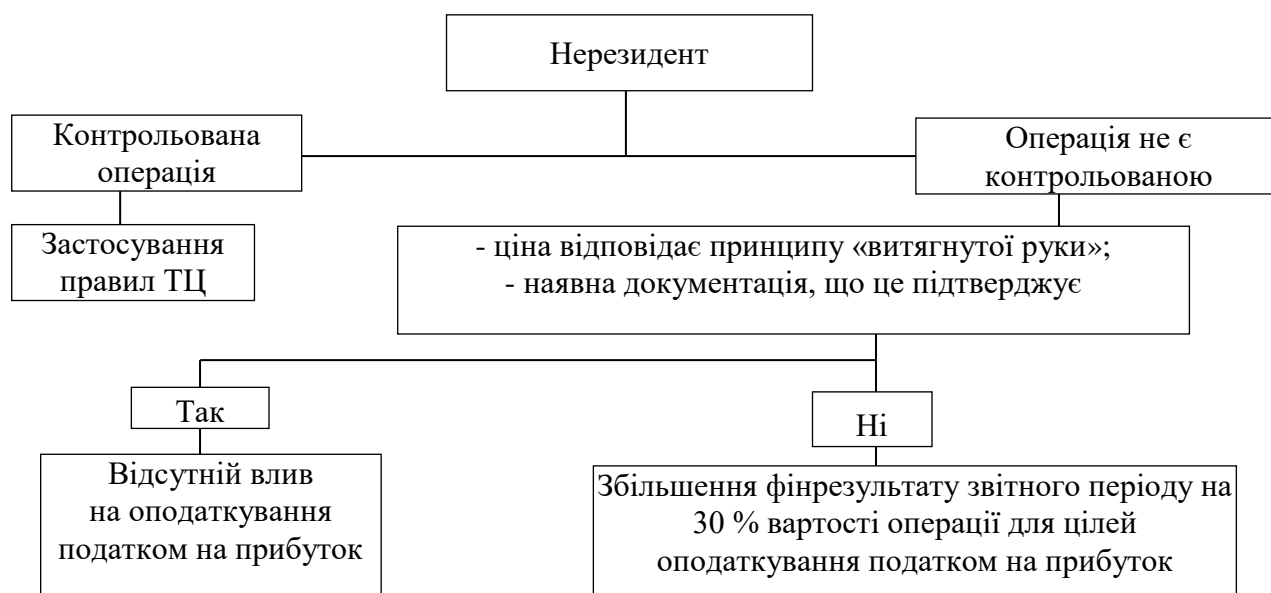 Нерезидент
Контрольована
операція
Операція не є
контрольованою
Застосування
правил ТЦ
- ціна відповідає принципу «витягнутої руки»;
- наявна документація, що це підтверджує
Так
Ні
Відсутній влив
на оподаткування
податком на прибуток
Збільшення фінрезультату звітного періоду на
30 % вартості операції для цілей
оподаткування податком на прибуток